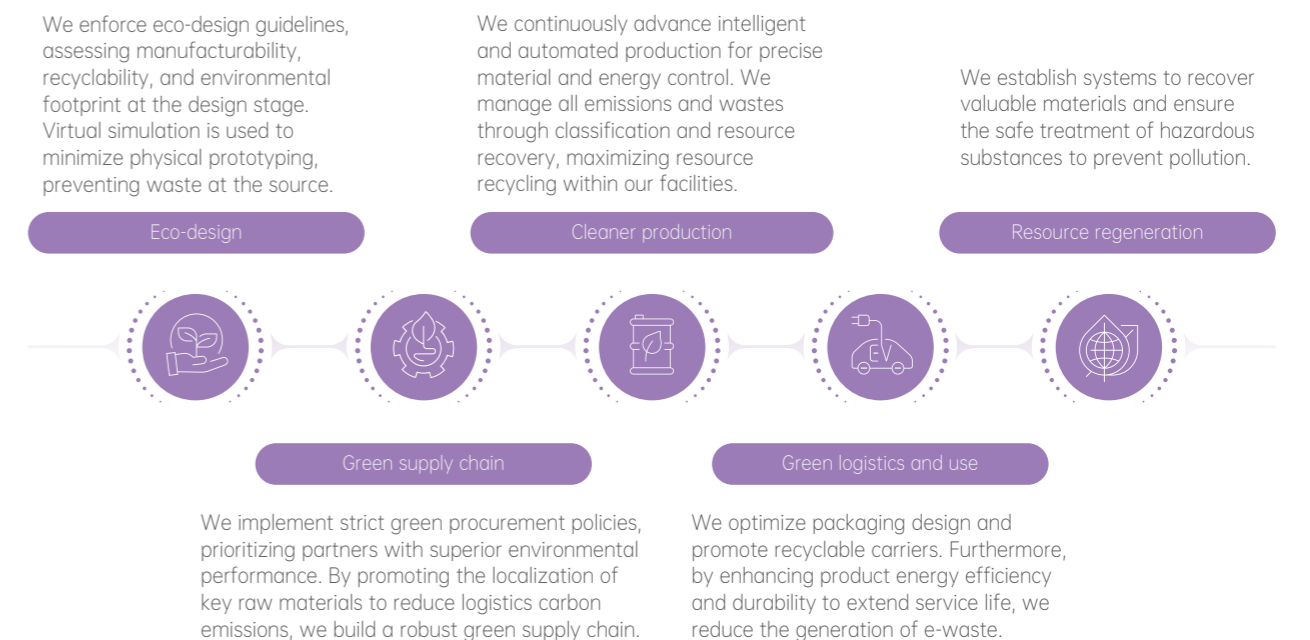 We enforce eco-design guidelines,
assessing manufacturability,
recyclability, and environmental
footprint at the design stage.
Virtual simulation is used to
minimize physical prototyping,
preventing waste at the source.
Eco-design
We continuously advance intelligent
and automated production for precise
material and energy control. We
manage all emissions and wastes
through classification and resource
recovery, maximizing resource
recycling within our facilities.
Cleaner production
We establish systems to recover
valuable materials and ensure
the safe treatment of hazardous
substances to prevent pollution.
Resource regeneration
EV
Green supply chain
We implement strict green procurement policies,
prioritizing partners with superior environmental
performance. By promoting the localization of
key raw materials to reduce logistics carbon
emissions, we build a robust green supply chain.
Green logistics and use
We optimize packaging design and
promote recyclable carriers. Furthermore,
by enhancing product energy efficiency
and durability to extend service life, we
reduce the generation of e-waste.